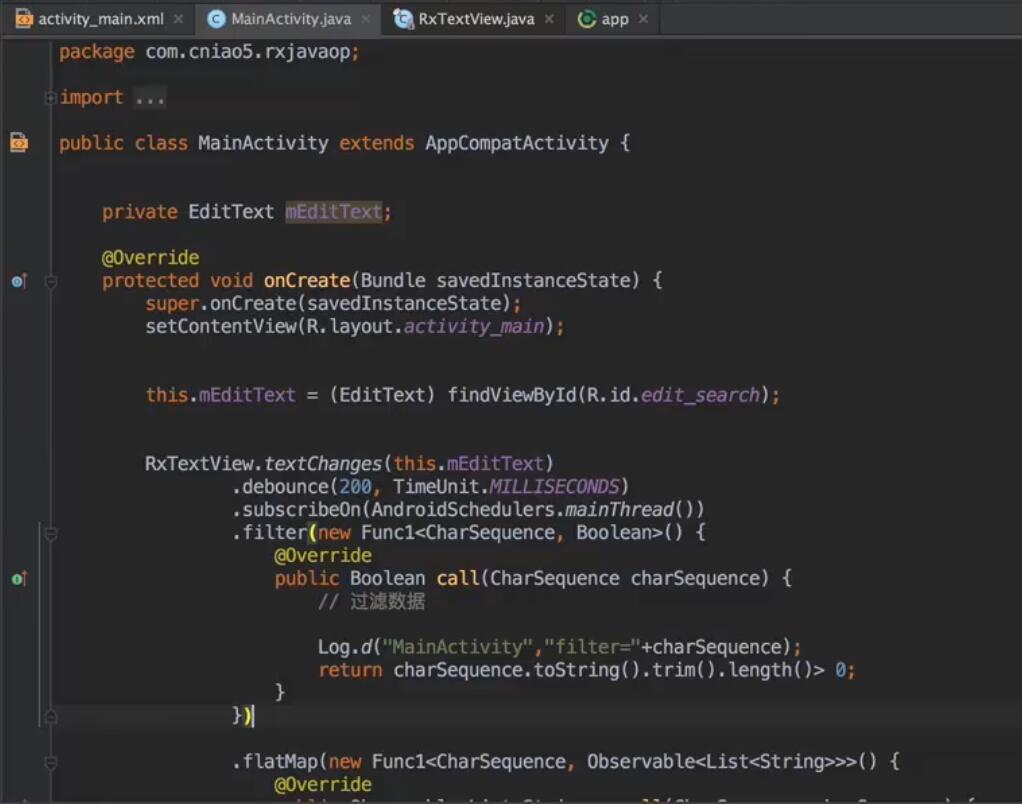 activity_main.xml × MainActivity.java × RxTextView.java × app ×
package com.cniao5.rxjavaop;
import ...
public class MainActivity extends AppCompatActivity {
private EditText mEditText;
@Override
protected void onCreate(Bundle savedInstanceState) {
super.onCreate(savedInstanceState);
setContentView(R.layout.activity_main);
this.mEditText = (EditText) findViewById(R.id.edit_search);
RxTextView.textChanges(this.mEditText)
.debounce(200, TimeUnit.MILLISECONDS)
.subscribeOn(AndroidSchedulers.mainThread())
.filter(new Func1<CharSequence, Boolean>() {
@Override
public Boolean call(CharSequence charSequence) {
// 过滤数据
Log.d("MainActivity","filter="+charSequence);
return charSequence.toString().trim().length()> 0;
}
})
.flatMap(new Func1<CharSequence, Observable<List<String>>>() {
@Override